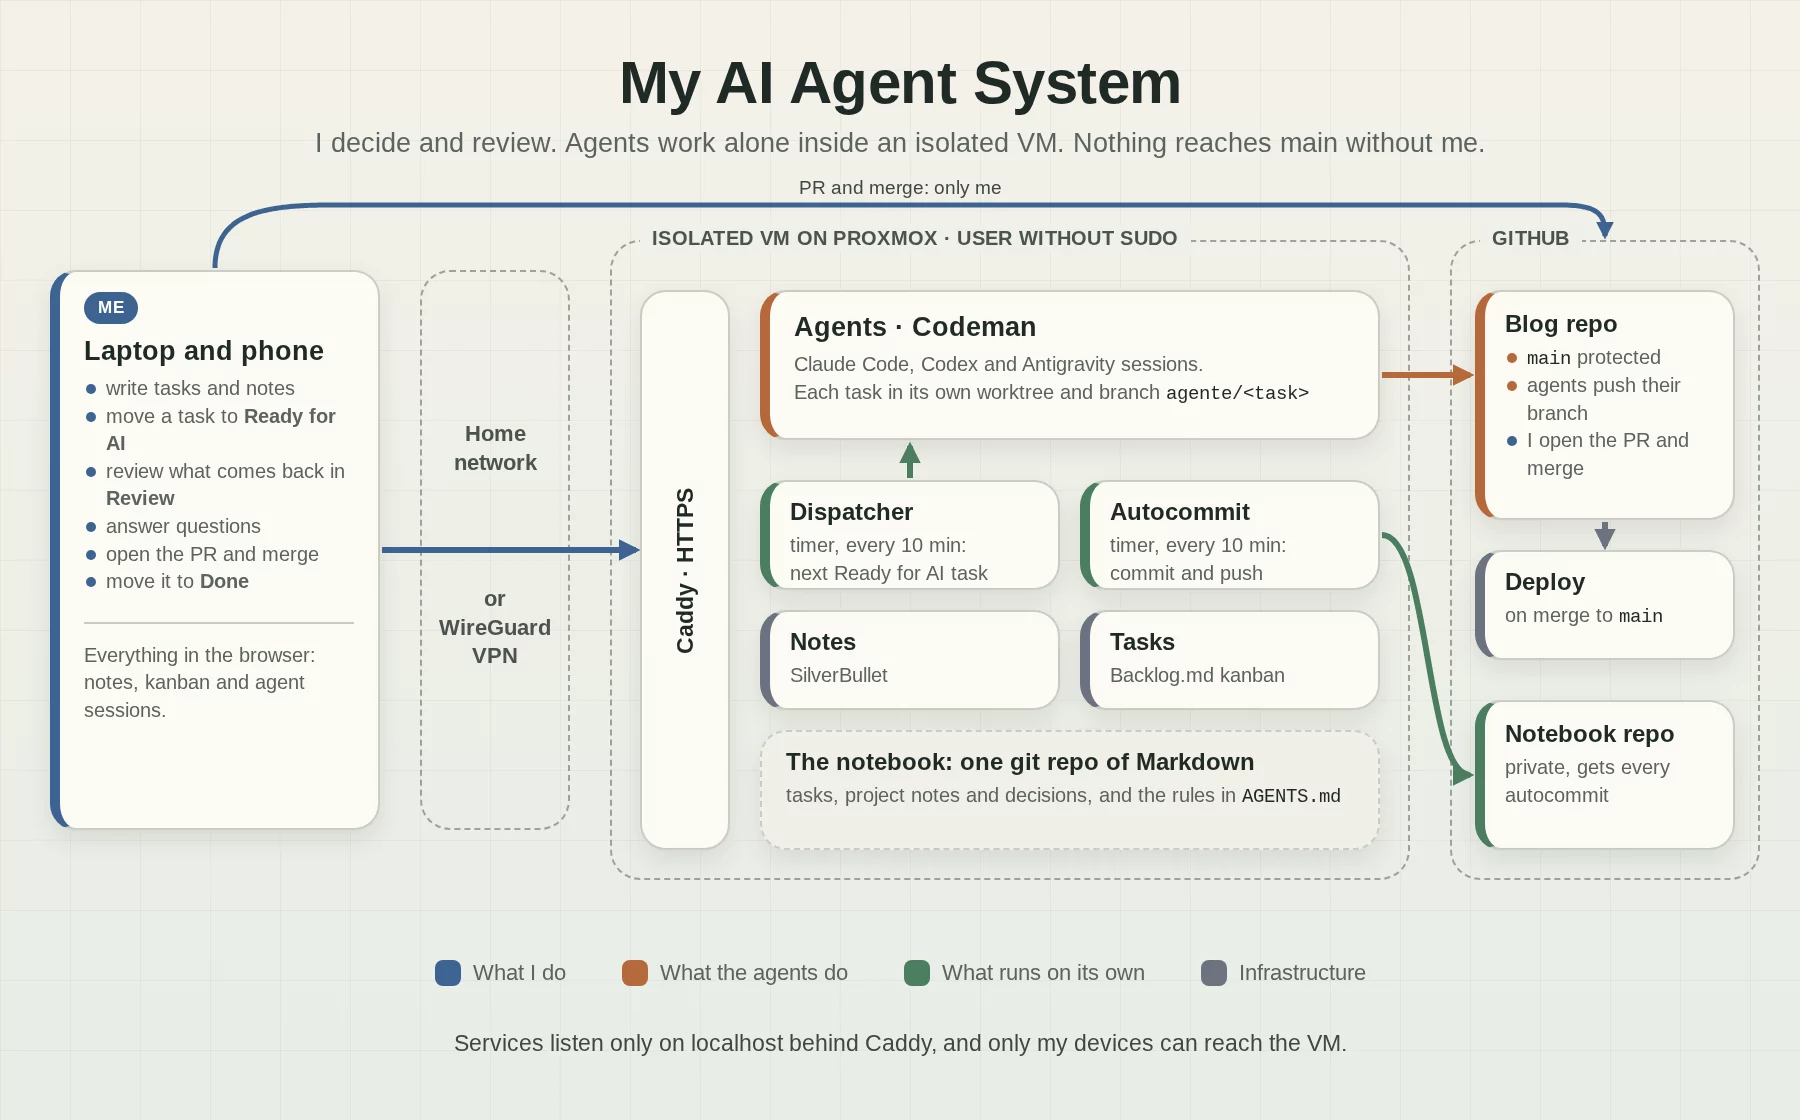 My AI Agent System
I decide and review. Agents work alone inside an isolated VM. Nothing reaches main without me.
PR and merge: only me
ME
Laptop and phone
write tasks and notes
move a task to Ready for
AI
review what comes back in
Review
answer questions
open the PR and merge
move it to Done
Everything in the browser:
notes, kanban and agent
sessions.
Home
network
or
WireGuard
VPN
ISOLATED VM ON PROXMOX · USER WITHOUT SUDO
Caddy · HTTPS
Agents · Codeman
Claude Code, Codex and Antigravity sessions.
Each task in its own worktree and branch agente/<task>
Dispatcher
timer, every 10 min:
next Ready for AI task
Autocommit
timer, every 10 min:
commit and push
Notes
SilverBullet
Tasks
Backlog.md kanban
The notebook: one git repo of Markdown
tasks, project notes and decisions, and the rules in AGENTS.md
GITHUB
Blog repo
main protected
agents push their
branch
I open the PR and
merge
Deploy
on merge to main
Notebook repo
private, gets every
autocommit
What I do
What the agents do
What runs on its own
Infrastructure
Services listen only on localhost behind Caddy, and only my devices can reach the VM.